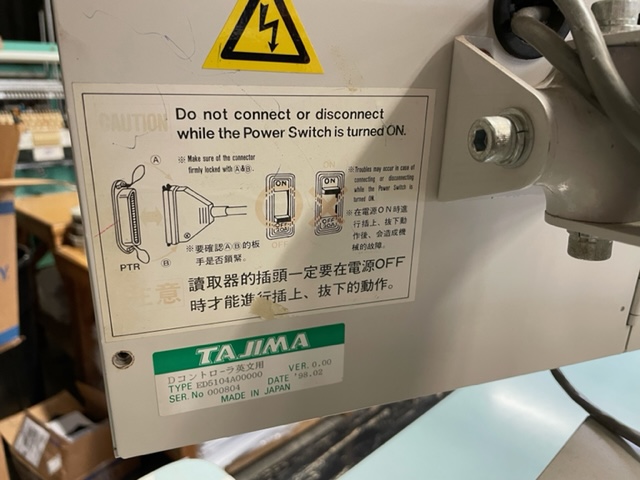 CAUTION
Do not connect or disconnect
while the Power Switch is turned ON.
※ Make sure of the connector
firmly locked with Ⓐ&Ⓑ.
※ Troubles may occur in case of
connecting or disconnecting
while the Power Switch is
turned ON.
Ⓐ
Ⓑ
PTR
ON
OFF
ON
※要確認ⒶⒷ的板
手是否鎖緊。
※在電源ON時進
行插上、拔下動
作後、会造成機
械的故障。
注意
讀取器的插頭一定要在電源OFF
時才能進行插上、拔下的動作。
TAJIMA
Dコントローラ英文用
VER. 0.00
TYPE ED5104A00000
DATE '98.02
SER. No 000804
MADE IN JAPAN